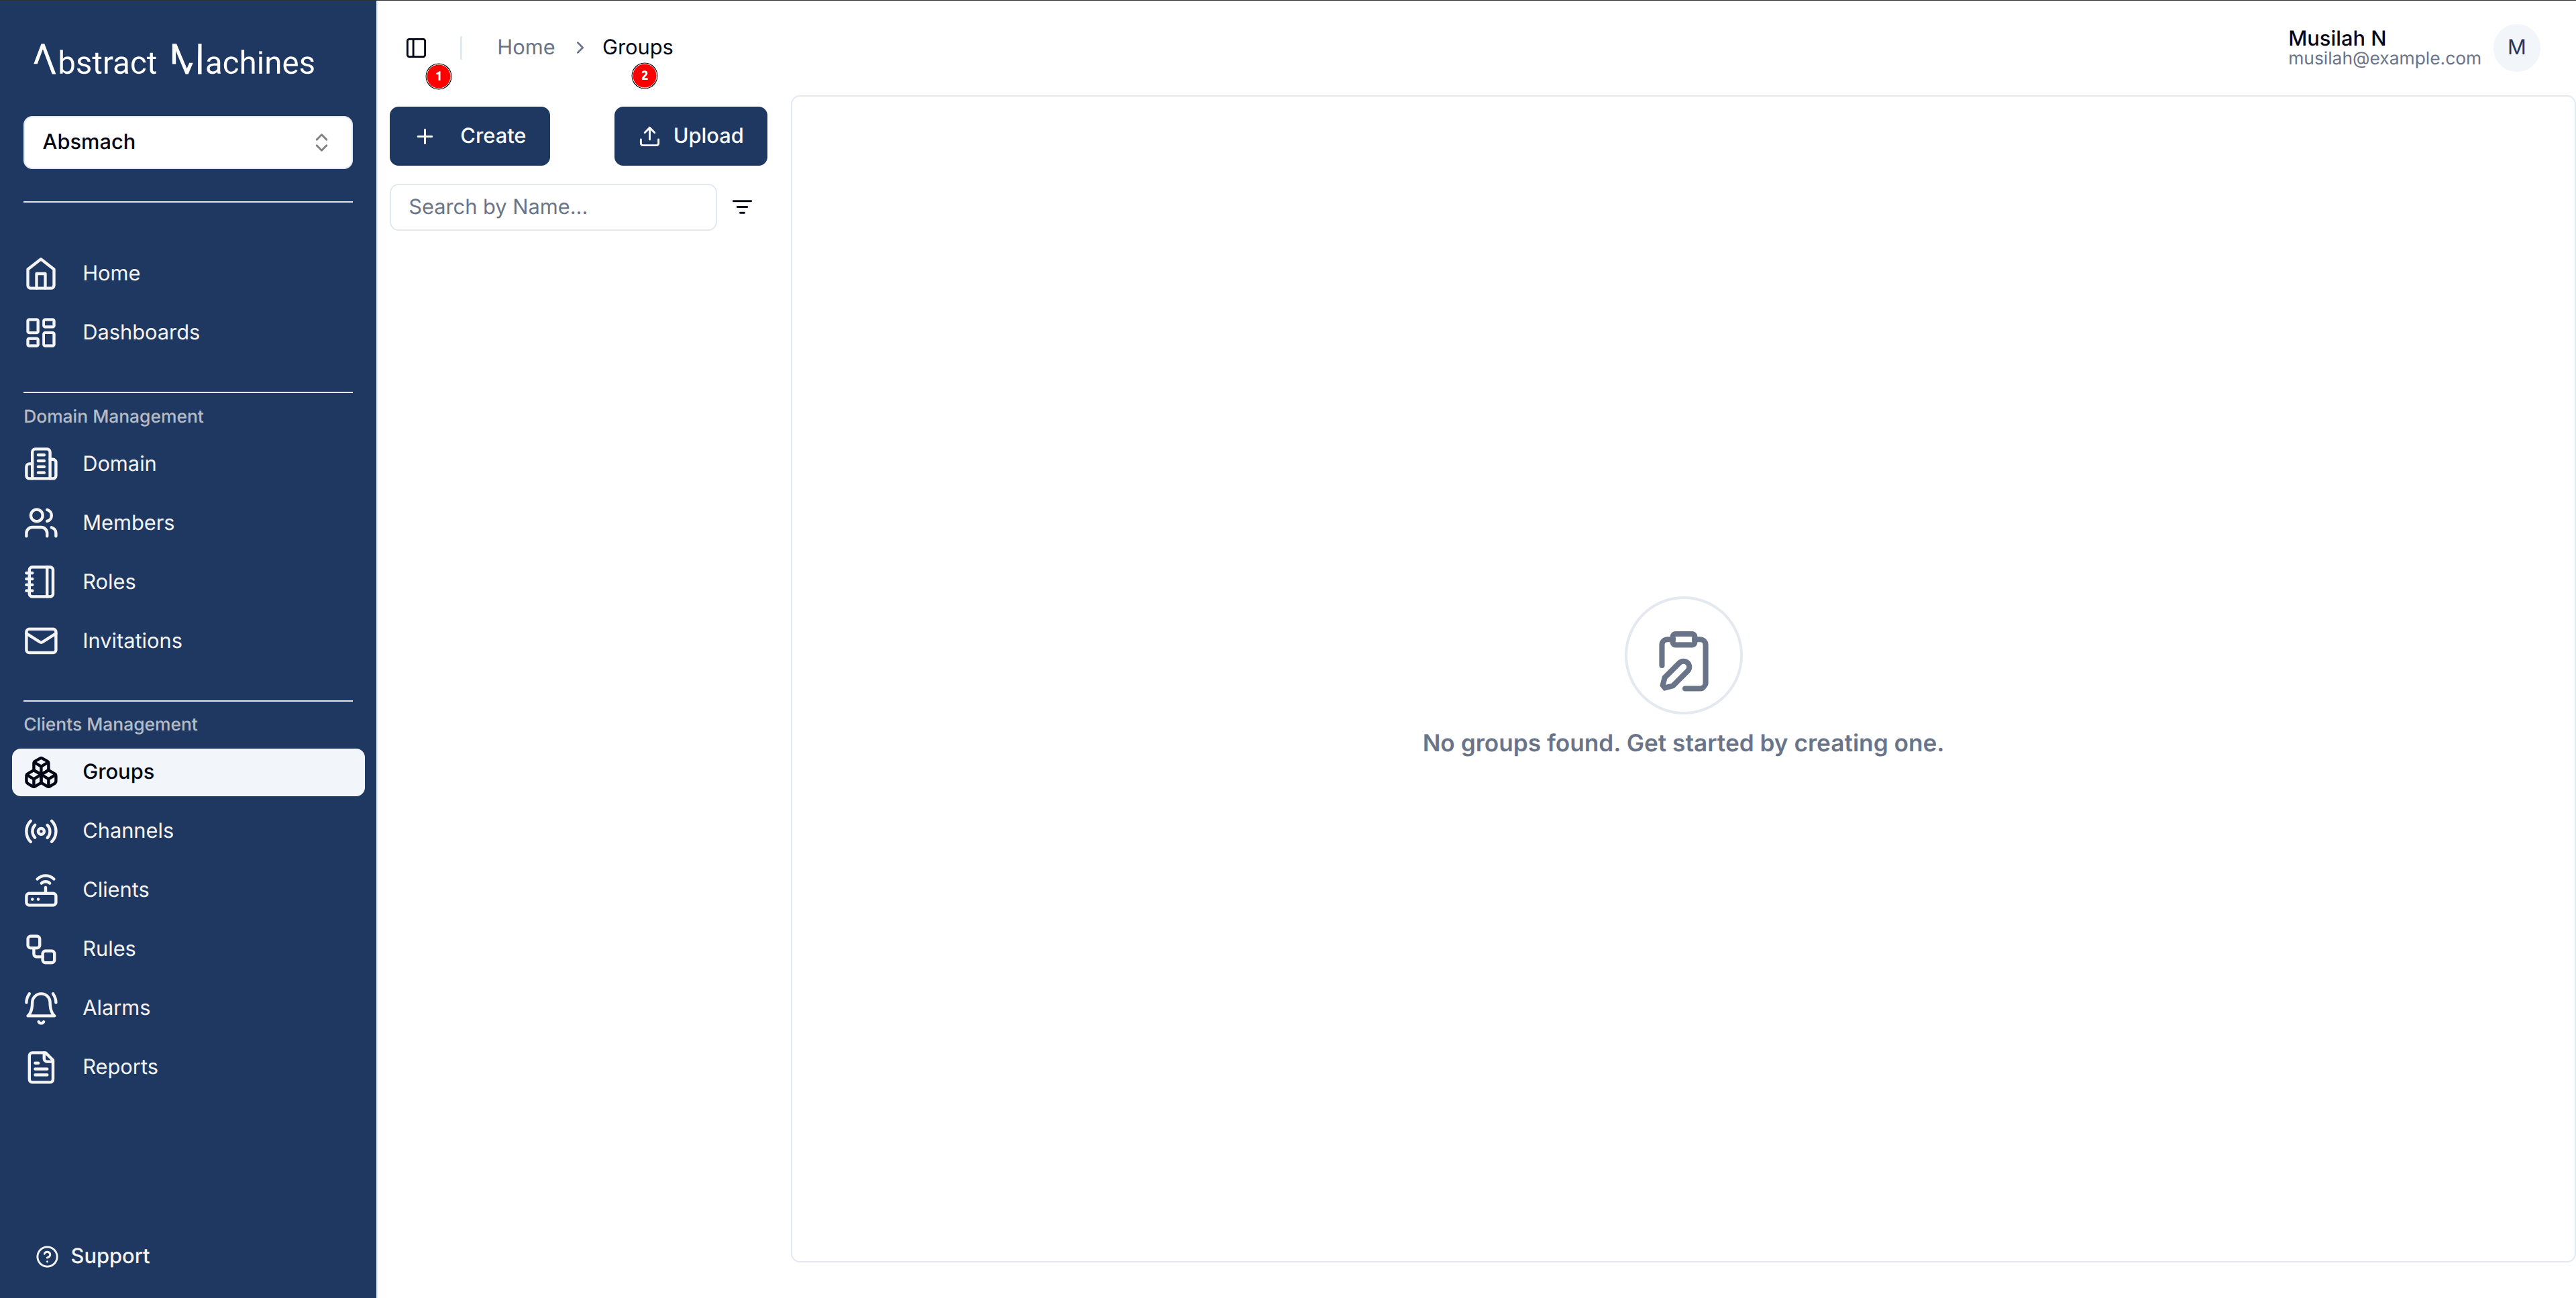 Abstract Machines
Absmach
Home
Dashboards
Domain Management
Domain
Members
Roles
Invitations
Clients Management
Groups
Channels
Clients
Rules
Alarms
Reports
Support
Home > Groups
1
2
Create
Upload
Search by Name...
Musilah N
musilah@example.com
M
No groups found. Get started by creating one.